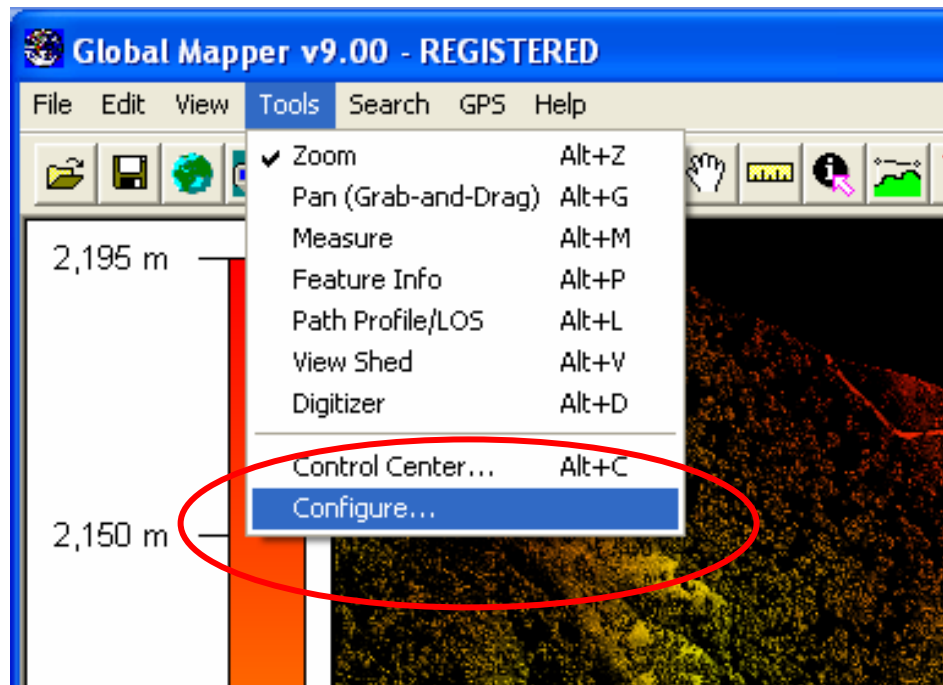 Global Mapper v9.00 - REGISTERED
File Edit View Tools Search GPS Help
Zoom Alt+Z
Pan (Grab-and-Drag) Alt+G
Measure Alt+M
Feature Info Alt+P
Path Profile/LOS Alt+L
View Shed Alt+V
Digitizer Alt+D
Control Center... Alt+C
Configure...
2,195 m
2,150 m